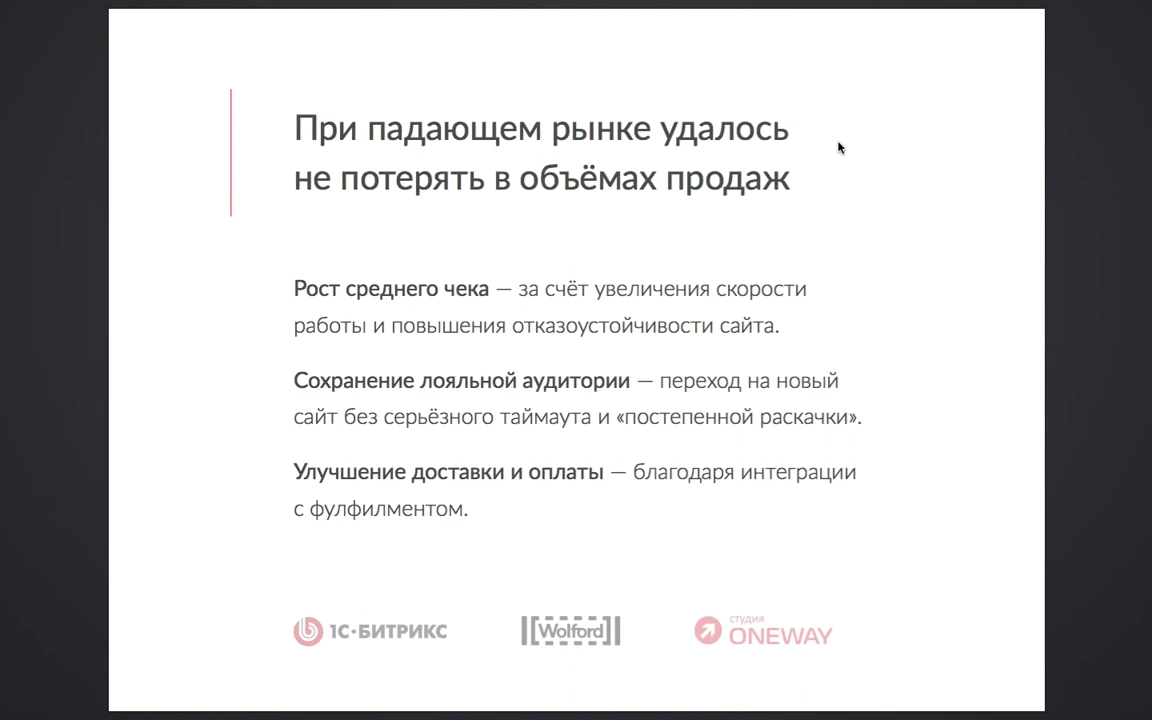 При падающем рынке удалось
не потерять в объёмах продаж
Рост среднего чека — за счёт увеличения скорости
работы и повышения отказоустойчивости сайта.
Сохранение лояльной аудитории — переход на новый
сайт без серьёзного таймаута и «постепенной раскачки».
Улучшение доставки и оплаты — благодаря интеграции
с фулфилментом.
1С·БИТРИКС
Wolford
студия
ONEWAY